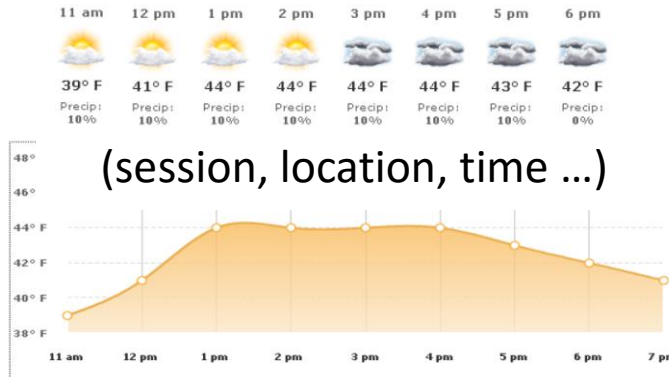 11 am 12 pm 1 pm 2 pm 3 pm 4 pm 5 pm 6 pm
39° F 41° F 44° F 44° F 44° F 44° F 43° F 42° F
Precip: Precip: Precip: Precip: Precip: Precip: Precip: Precip:
10% 10% 10% 10% 10% 10% 10% 0%
48°
(session, location, time ...)
46°
44° F
42° F
40° F
38° F
11 am 12 pm 1 pm 2 pm 3 pm 4 pm 5 pm 6 pm 7 p